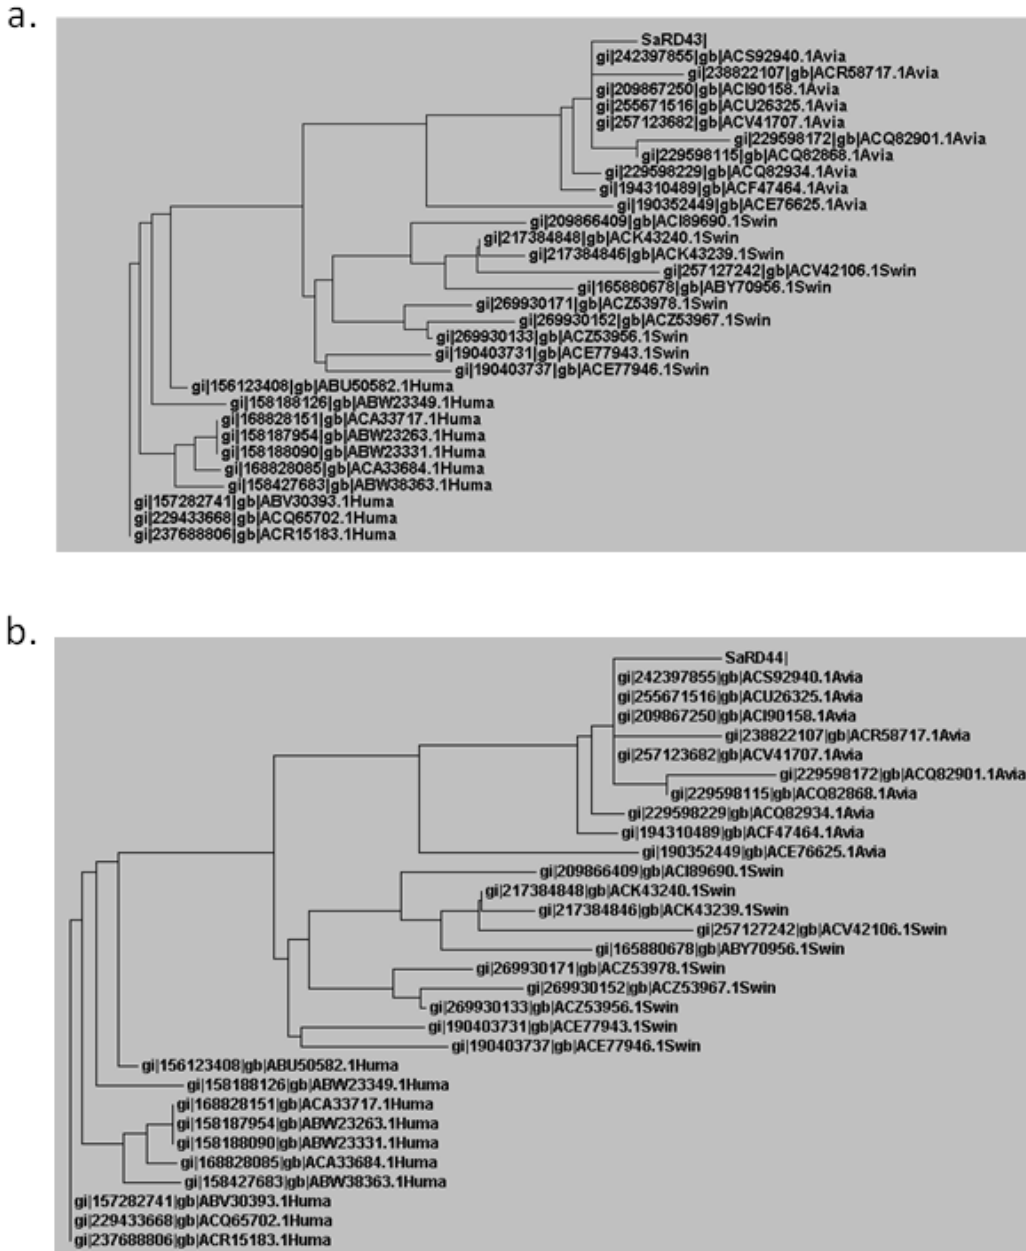 a.
SaRD43|
gi|242397855|gb|ACS92940.1Avia
gi|238822107|gb|ACR58717.1Avia
gi|209867250|gb|ACI90158.1Avia
gi|255671516|gb|ACU26325.1Avia
gi|257123682|gb|ACV41707.1Avia
gi|229598172|gb|ACQ82901.1Avia
gi|229598115|gb|ACQ82868.1Avia
gi|229598229|gb|ACQ82934.1Avia
gi|194310489|gb|ACF47464.1Avia
gi|190352449|gb|ACE76625.1Avia
gi|209866409|gb|ACI89690.1Swin
gi|217384848|gb|ACK43240.1Swin
gi|217384846|gb|ACK43239.1Swin
gi|257127242|gb|ACV42106.1Swin
gi|165880678|gb|ABY70956.1Swin
gi|269930171|gb|ACZ53978.1Swin
gi|269930152|gb|ACZ53967.1Swin
gi|269930133|gb|ACZ53956.1Swin
gi|190403731|gb|ACE77943.1Swin
gi|190403737|gb|ACE77946.1Swin
gi|156123408|gb|ABU50582.1Huma
gi|158188126|gb|ABW23349.1Huma
gi|168828151|gb|ACA33717.1Huma
gi|158187954|gb|ABW23263.1Huma
gi|158188090|gb|ABW23331.1Huma
gi|168828085|gb|ACA33684.1Huma
gi|158427683|gb|ABW38363.1Huma
gi|157282741|gb|ABV30393.1Huma
gi|229433668|gb|ACQ65702.1Huma
gi|237688806|gb|ACR15183.1Huma
b.
SaRD44|
gi|242397855|gb|ACS92940.1Avia
gi|255671516|gb|ACU26325.1Avia
gi|209867250|gb|ACI90158.1Avia
gi|238822107|gb|ACR58717.1Avia
gi|257123682|gb|ACV41707.1Avia
gi|229598172|gb|ACQ82901.1Avia
gi|229598115|gb|ACQ82868.1Avia
gi|229598229|gb|ACQ82934.1Avia
gi|194310489|gb|ACF47464.1Avia
gi|190352449|gb|ACE76625.1Avia
gi|209866409|gb|ACI89690.1Swin
gi|217384848|gb|ACK43240.1Swin
gi|217384846|gb|ACK43239.1Swin
gi|257127242|gb|ACV42106.1Swin
gi|165880678|gb|ABY70956.1Swin
gi|269930171|gb|ACZ53978.1Swin
gi|269930152|gb|ACZ53967.1Swin
gi|269930133|gb|ACZ53956.1Swin
gi|190403731|gb|ACE77943.1Swin
gi|190403737|gb|ACE77946.1Swin
gi|156123408|gb|ABU50582.1Huma
gi|158188126|gb|ABW23349.1Huma
gi|168828151|gb|ACA33717.1Huma
gi|158187954|gb|ABW23263.1Huma
gi|158188090|gb|ABW23331.1Huma
gi|168828085|gb|ACA33684.1Huma
gi|158427683|gb|ABW38363.1Huma
gi|157282741|gb|ABV30393.1Huma
gi|229433668|gb|ACQ65702.1Huma
gi|237688806|gb|ACR15183.1Huma